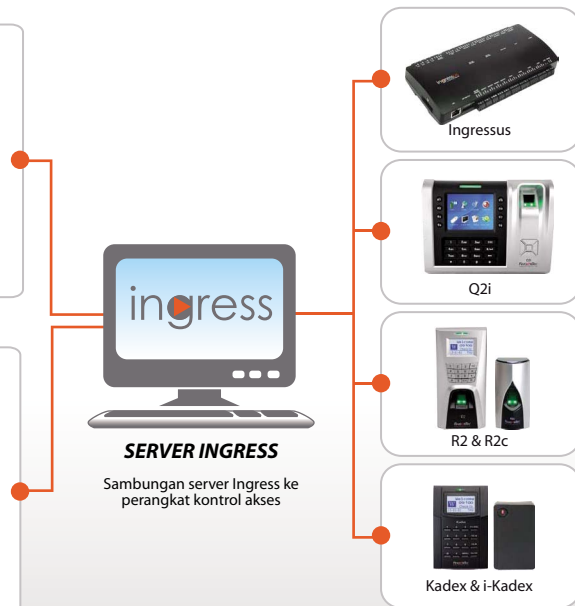 Ingressus
Q2i
ingress
R2 & R2c
SERVER INGRESS
Sambungan server Ingress ke
perangkat kontrol akses
Kadex & i-Kadex